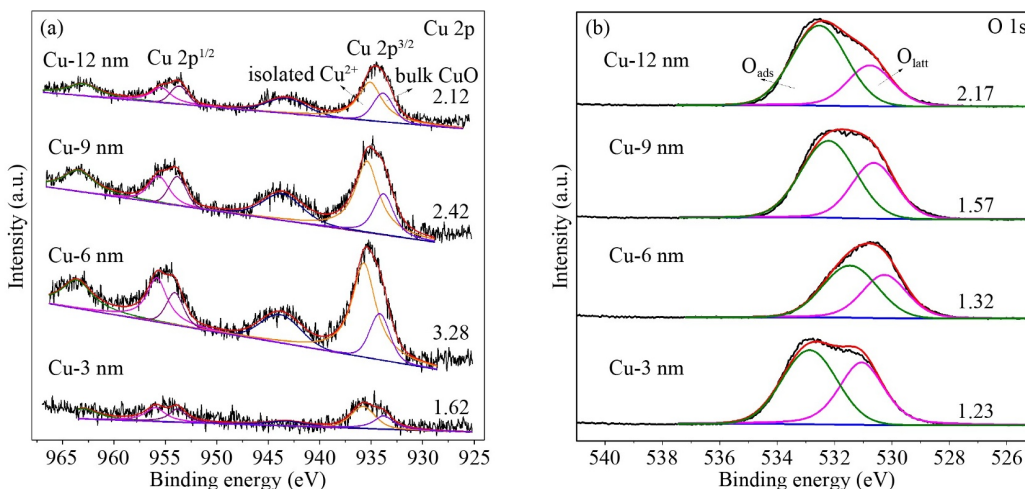 (a)
Cu 2p
Cu-12 nm
Cu 2p1/2
Cu 2p3/2
isolated Cu2+
bulk CuO
2.12
Cu-9 nm
2.42
Cu-6 nm
3.28
Cu-3 nm
1.62
Intensity (a.u.)
965 960 955 950 945 940 935 930 925
Binding energy (eV)
(b)
O 1s
Cu-12 nm
Oads
Olatt
2.17
Cu-9 nm
1.57
Cu-6 nm
1.32
Cu-3 nm
1.23
Intensity (a.u.)
540 538 536 534 532 530 528 526
Binding energy (eV)